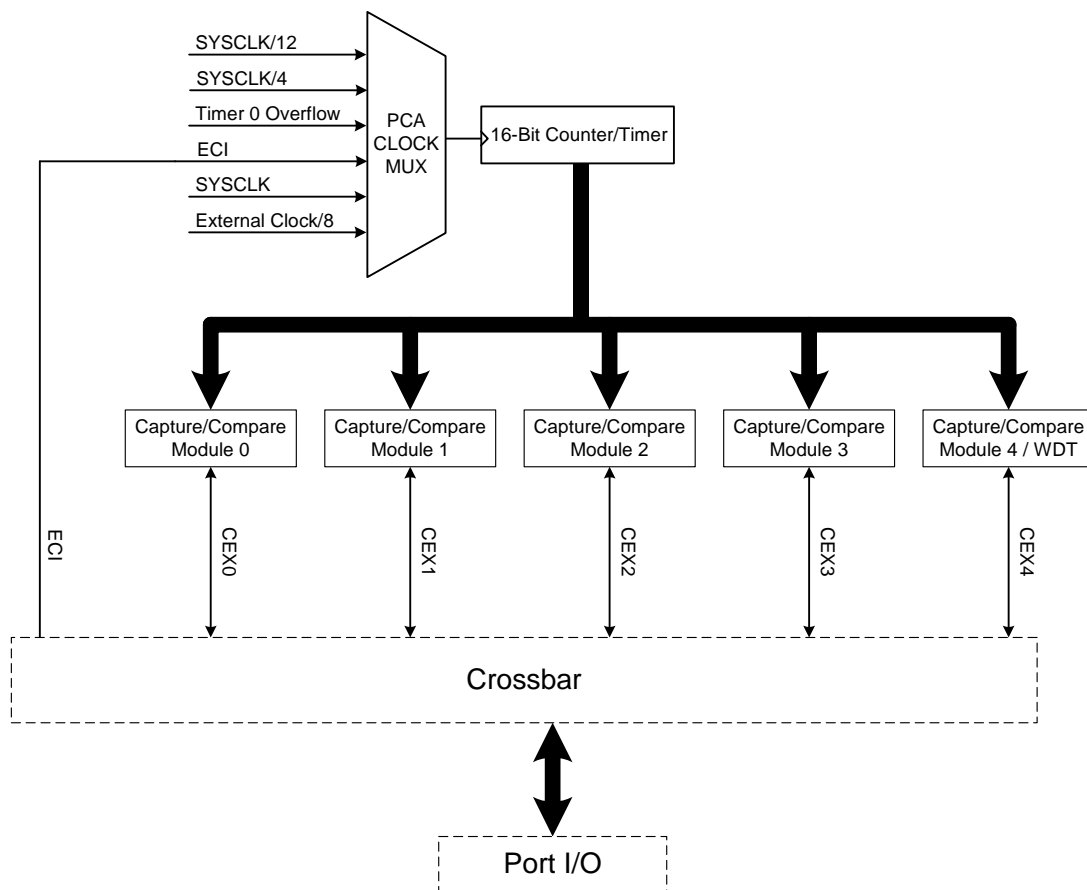 SYSCLK/12
SYSCLK/4
Timer 0 Overflow
ECI
SYSCLK
External Clock/8
PCA
CLOCK
MUX
16-Bit Counter/Timer
Capture/Compare
Module 0
Capture/Compare
Module 1
Capture/Compare
Module 2
Capture/Compare
Module 3
Capture/Compare
Module 4 / WDT
ECI
CEX0
CEX1
CEX2
CEX3
CEX4
Crossbar
Port I/O